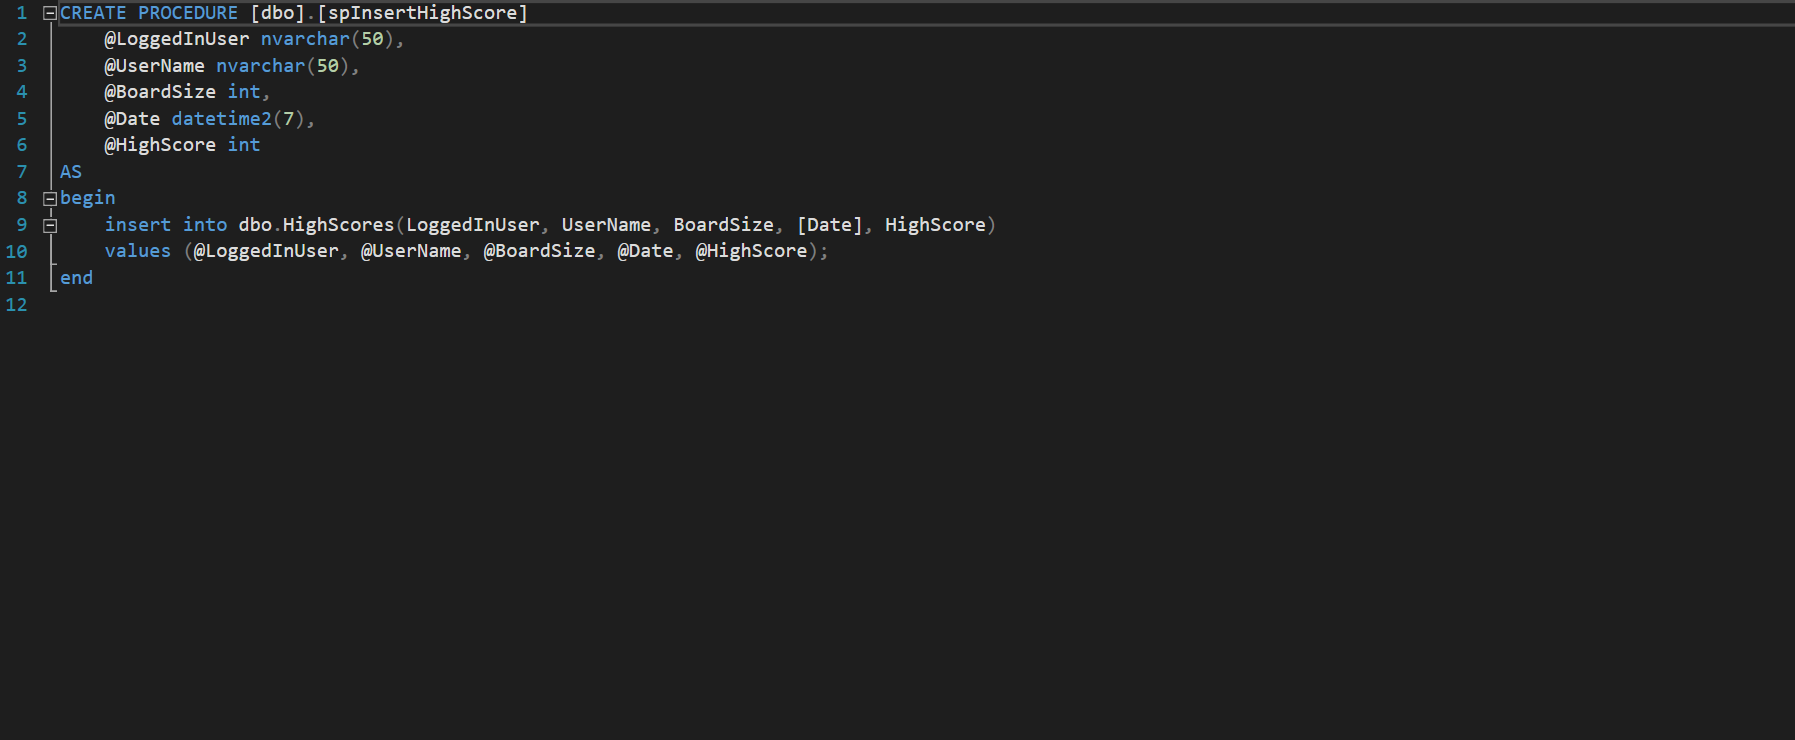 1 CREATE PROCEDURE [dbo].[spInsertHighScore]
2     @LoggedInUser nvarchar(50),
3     @UserName nvarchar(50),
4     @BoardSize int,
5     @Date datetime2(7),
6     @HighScore int
7 AS
8 begin
9     insert into dbo.HighScores(LoggedInUser, UserName, BoardSize, [Date], HighScore)
10     values (@LoggedInUser, @UserName, @BoardSize, @Date, @HighScore);
11 end
12